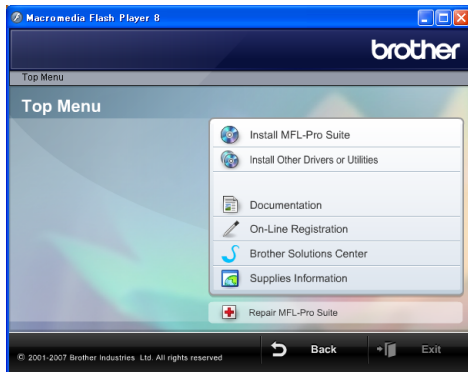 Macromedia Flash Player 8
brother
Top Menu
Top Menu
Install MFL-Pro Suite
Install Other Drivers or Utilities
Documentation
On-Line Registration
Brother Solutions Center
Supplies Information
Repair MFL-Pro Suite
© 2001-2007 Brother Industries Ltd. All rights reserved
Back
Exit